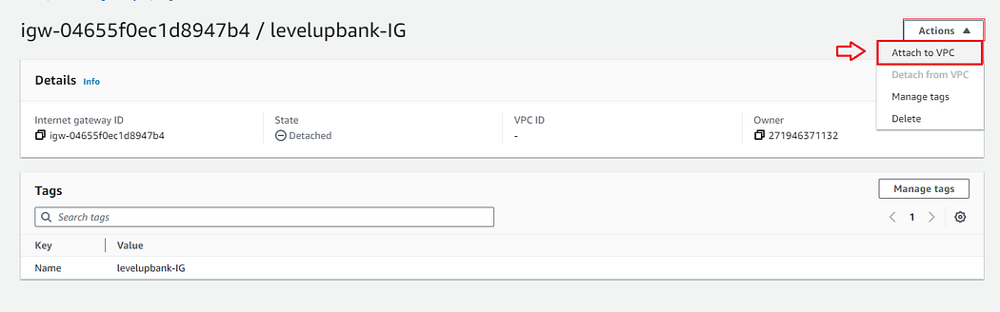 igw-04655f0ec1d8947b4 / levelupbank-IG
Actions
Attach to VPC
Detach from VPC
Manage tags
Delete
Details Info
Internet gateway ID
igw-04655f0ec1d8947b4
State
Detached
VPC ID
-
Owner
271946371132
Tags
Manage tags
Search tags
1
Key Value
Name levelupbank-IG